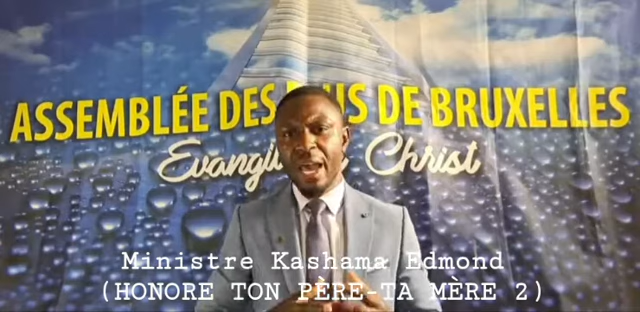 ASSEMBLÉE DES DE BRUXELLES
Christ
Ministre Kashama Edmond
(HONORE TON PÈRE-TA MÈRE 2)